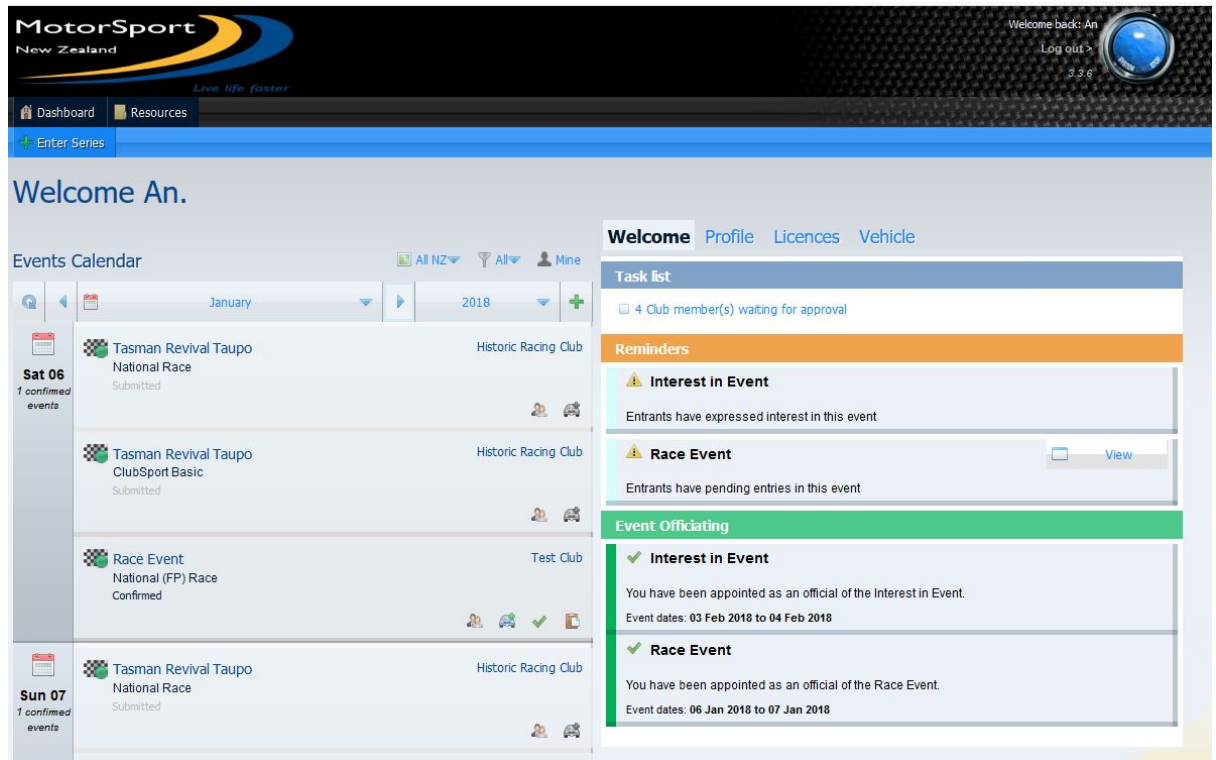 MotorSport
New Zealand
Live life faster
Welcome back: An
Log out >
3.3.6
Dashboard
Resources
Enter Series
Welcome An.
Events Calendar
All NZ
All
Mine
January
2018
Sat 06
1 confirmed
events
Tasman Revival Taupo
Historic Racing Club
National Race
Submitted
Tasman Revival Taupo
Historic Racing Club
ClubSport Basic
Submitted
Race Event
Test Club
National (FP) Race
Confirmed
Sun 07
1 confirmed
events
Tasman Revival Taupo
Historic Racing Club
National Race
Submitted
Welcome Profile Licences Vehicle
Task list
4 Club member(s) waiting for approval
Reminders
Interest in Event
Entrants have expressed interest in this event
Race Event
View
Entrants have pending entries in this event
Event Officiating
Interest in Event
You have been appointed as an official of the Interest in Event.
Event dates: 03 Feb 2018 to 04 Feb 2018
Race Event
You have been appointed as an official of the Race Event.
Event dates: 06 Jan 2018 to 07 Jan 2018